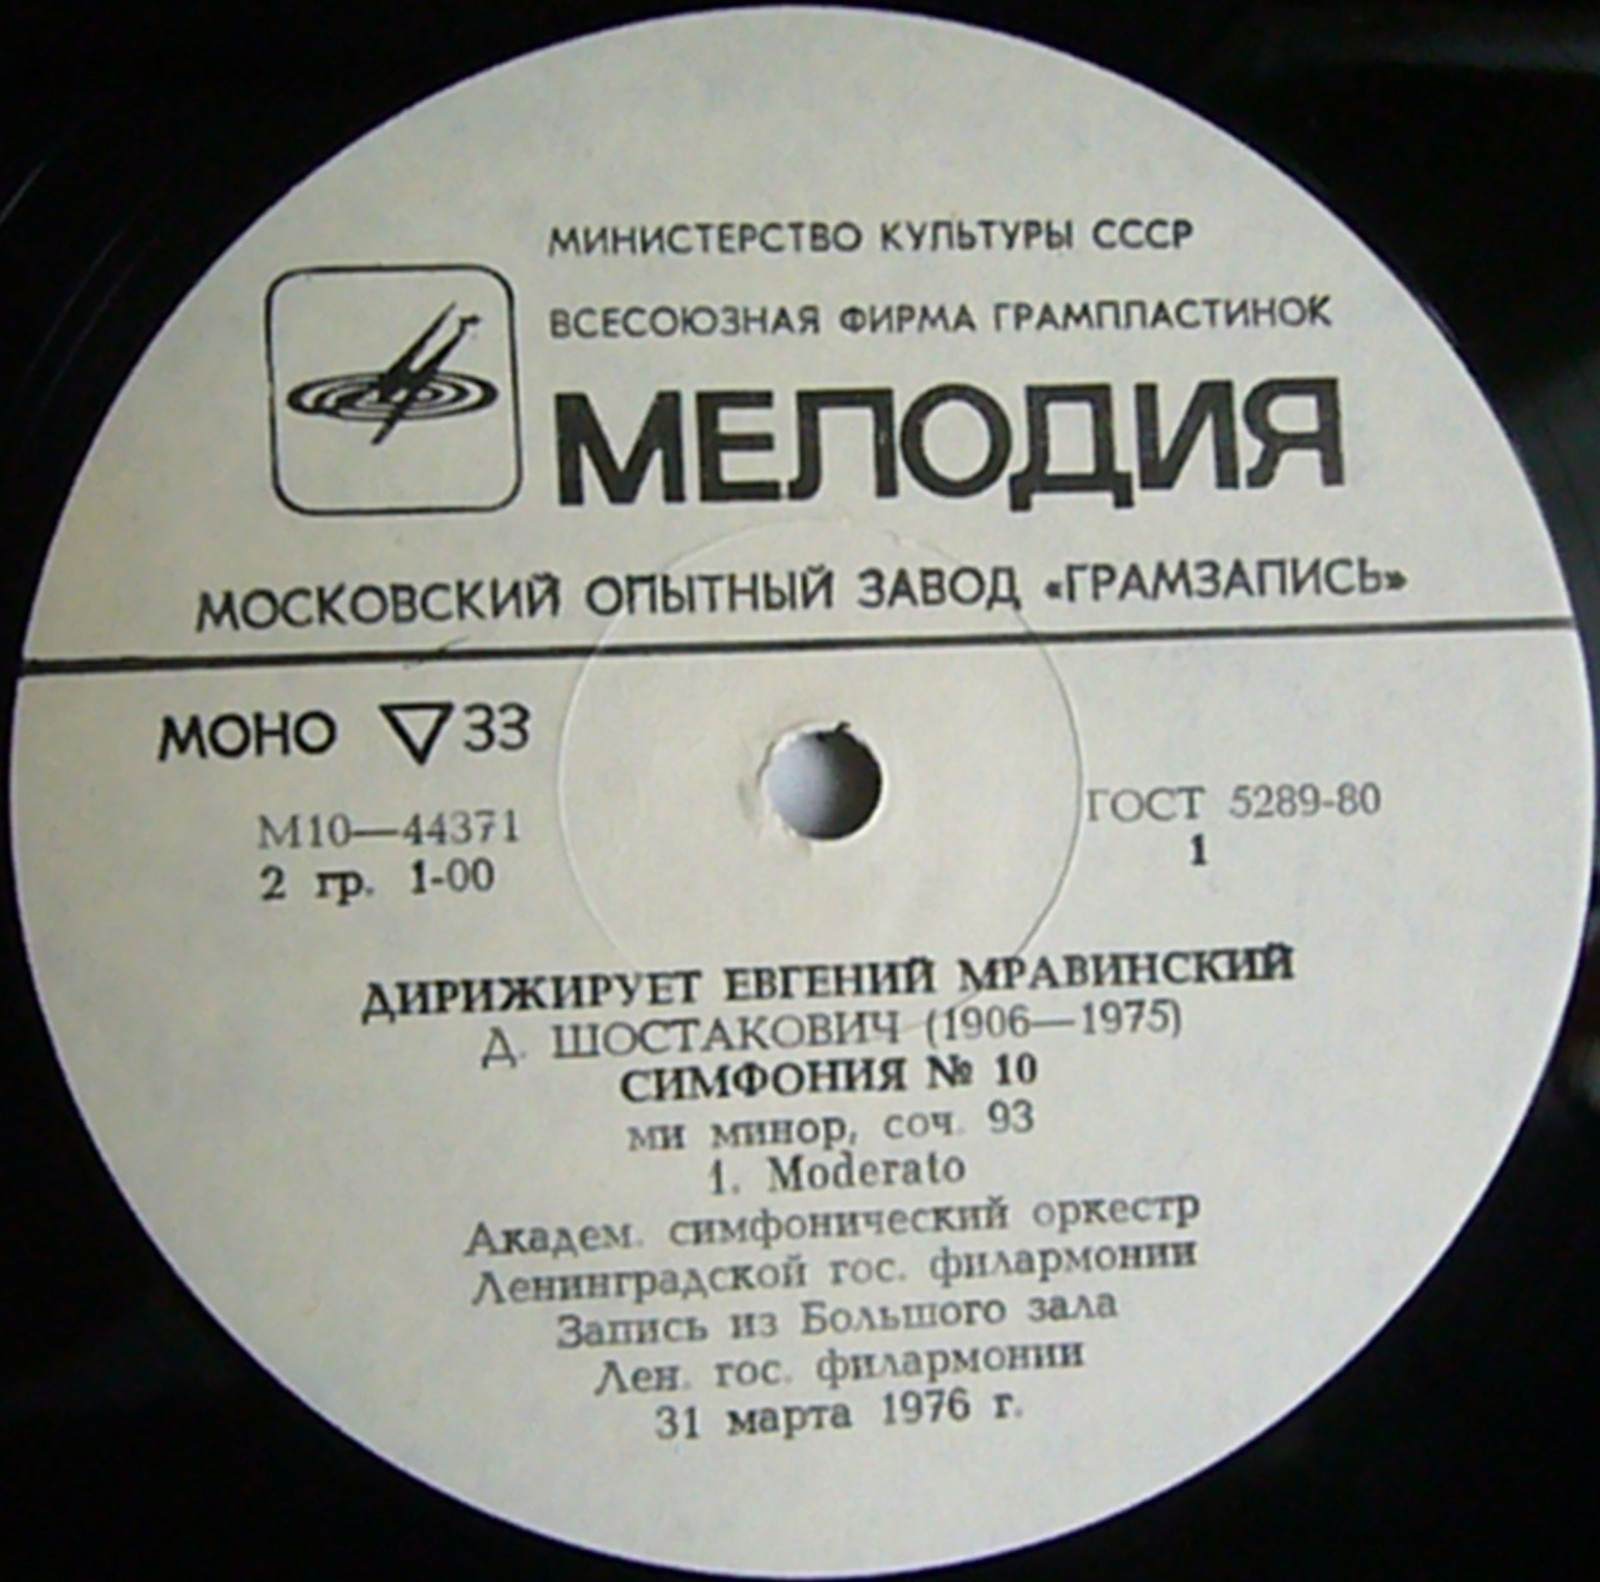 МИНИСТЕРСТВО КУЛЬТУРЫ СССР
ВСЕСОЮЗНАЯ ФИРМА ГРАМПЛАСТИНОК
МЕЛОДИЯ
МОСКОВСКИЙ ОПЫТНЫЙ ЗАВОД «ГРАМЗАПИСЬ»
МОНО ▽ 33
М10—44371
2 гр. 1-00
ГОСТ 5289-80
1
ДИРИЖИРУЕТ ЕВГЕНИЙ МРАВИНСКИЙ
Д. ШОСТАКОВИЧ (1906—1975)
СИМФОНИЯ № 10
ми минор, соч. 93
1. Moderato
Академ. симфонический оркестр
Ленинградской гос. филармонии
Запись из Большого зала
Лен. гос. филармонии
31 марта 1976 г.